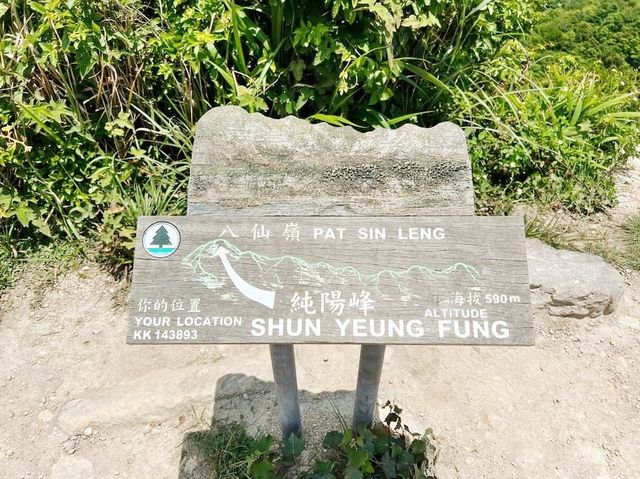 八仙嶺 PAT SIN LENG
你的位置
YOUR LOCATION
KK 143893
純陽峰
SHUN YEUNG FUNG
海拔 590 m
ALTITUDE